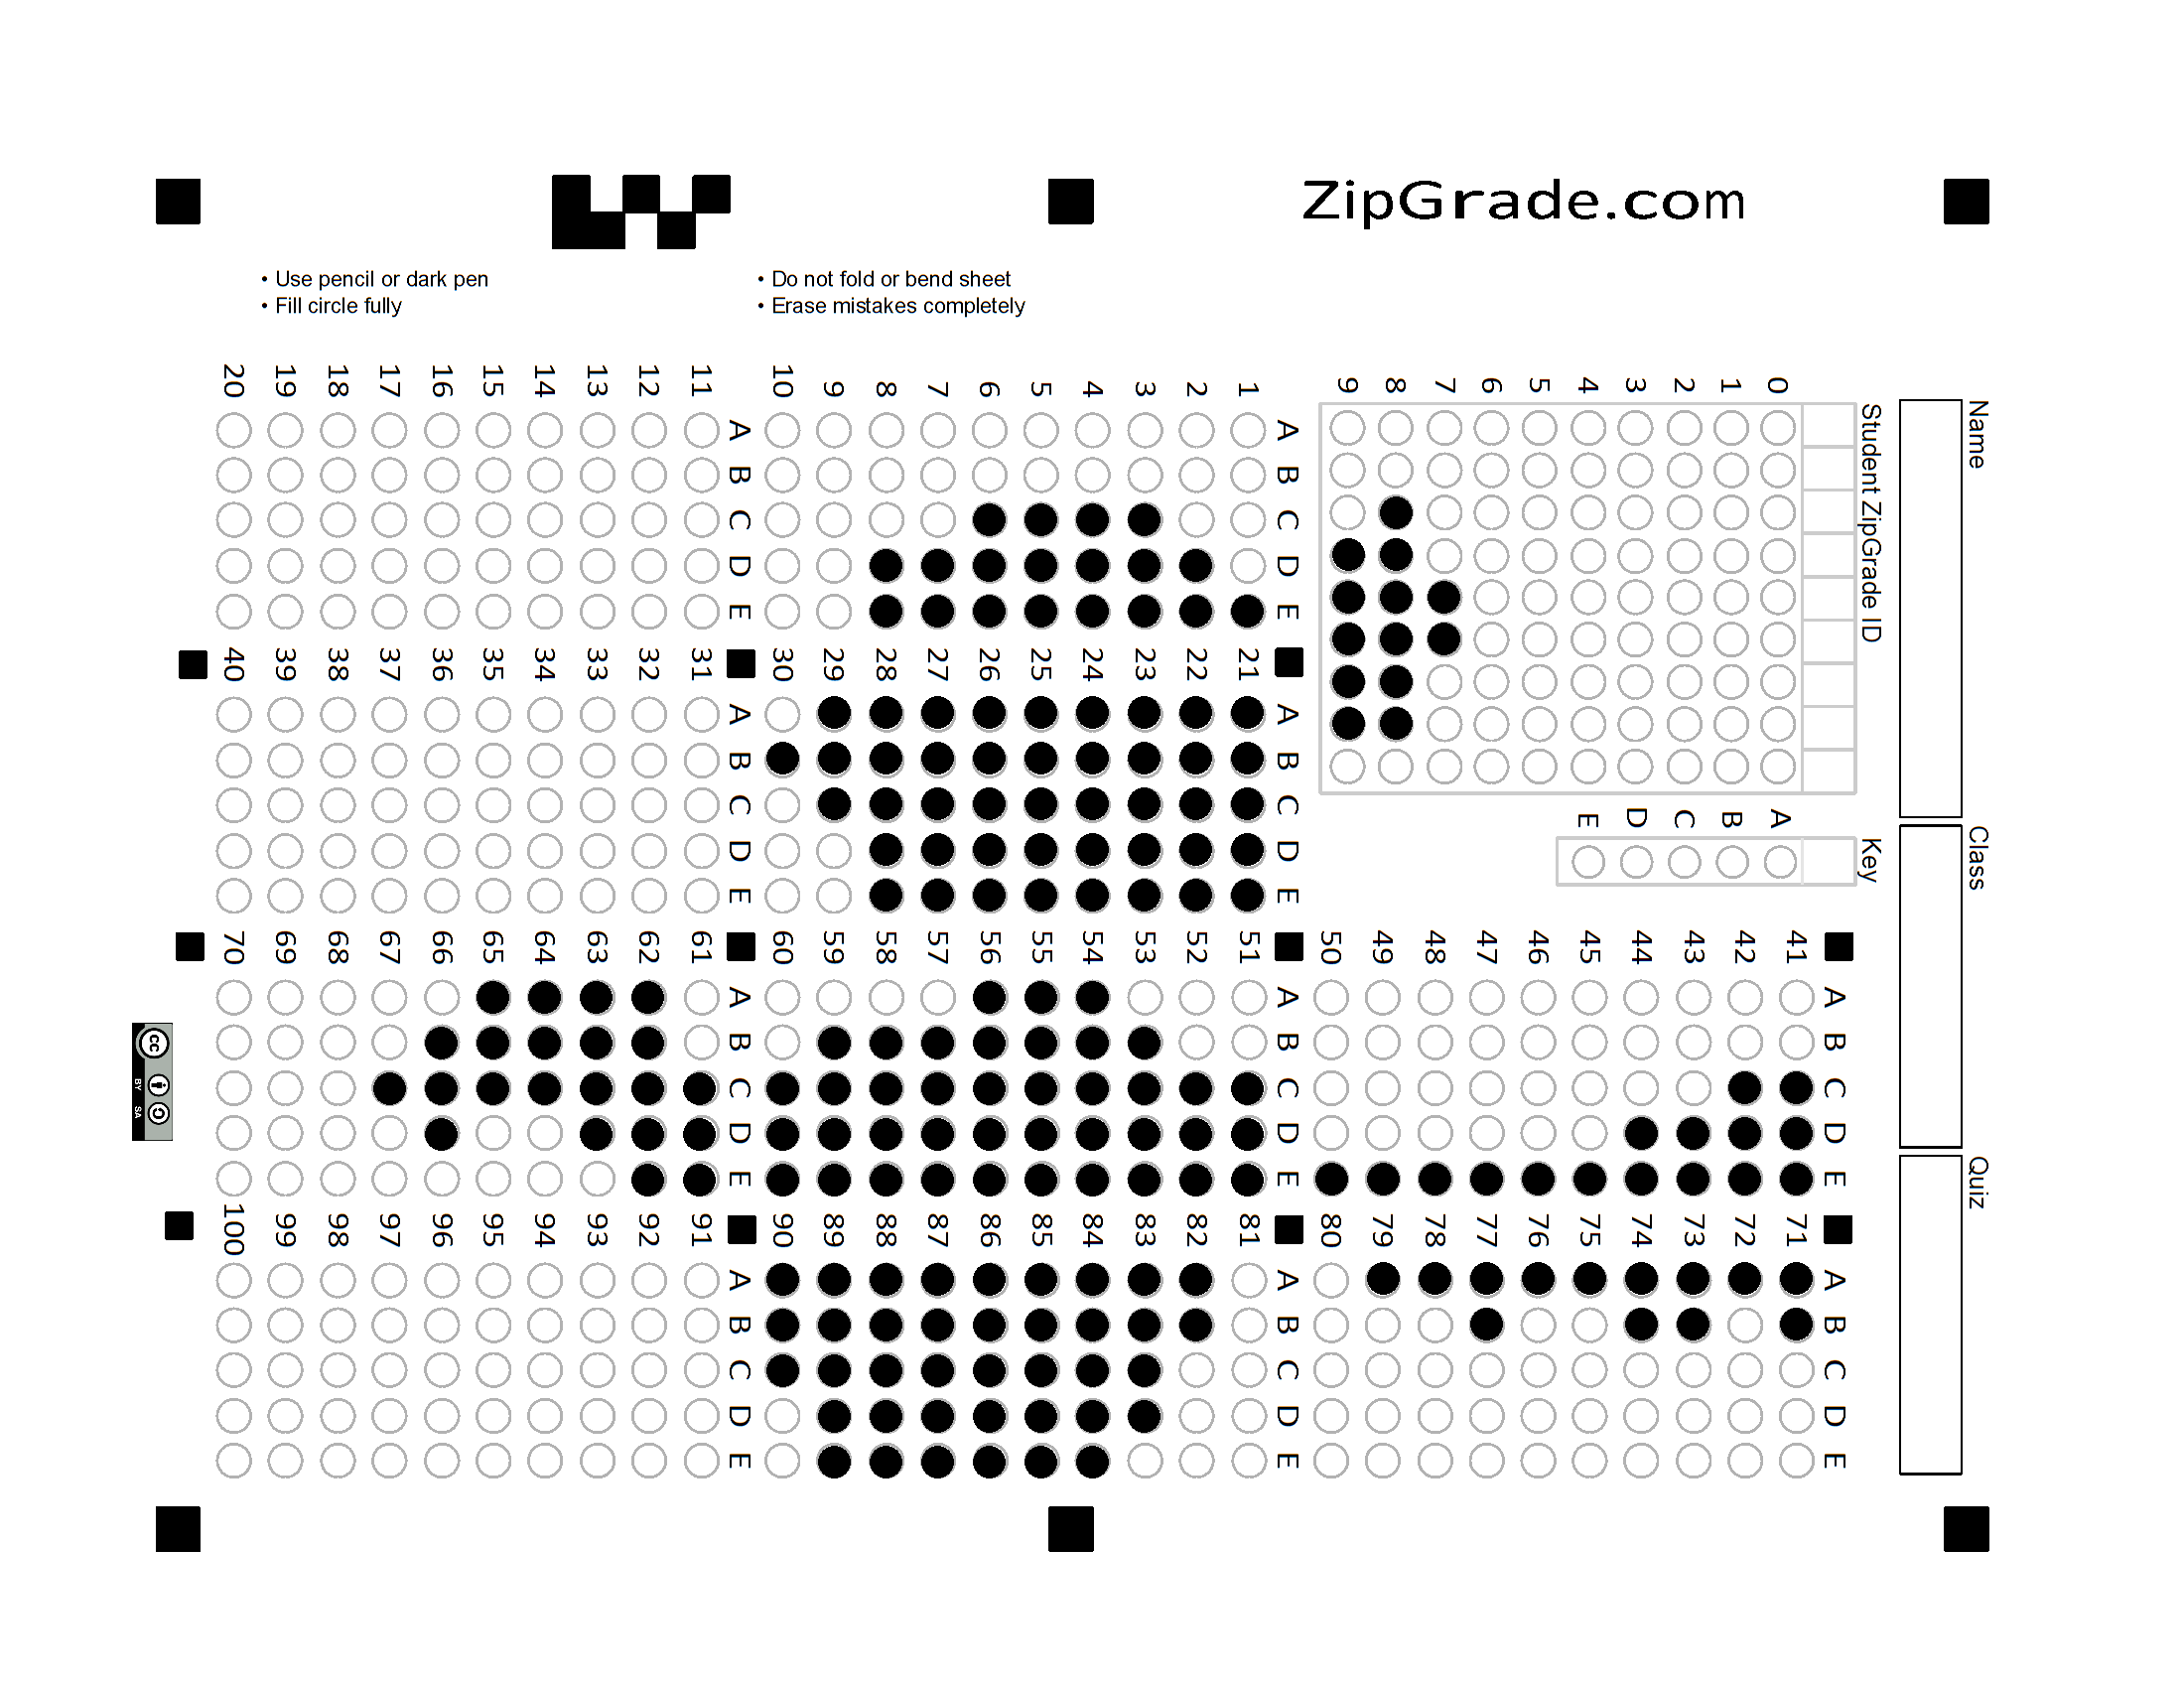 ZipGrade.com
• Use pencil or dark pen
• Fill circle fully
• Do not fold or bend sheet
• Erase mistakes completely
Name
Class
Quiz
Student ZipGrade ID
0 1 2 3 4 5 6 7 8 9
Key
A B C D E
A B C D E
1 2 3 4 5 6 7 8 9 10
A B C D E
11 12 13 14 15 16 17 18 19 20
A B C D E
21 22 23 24 25 26 27 28 29 30
A B C D E
31 32 33 34 35 36 37 38 39 40
A B C D E
41 42 43 44 45 46 47 48 49 50
A B C D E
51 52 53 54 55 56 57 58 59 60
A B C D E
61 62 63 64 65 66 67 68 69 70
A B C D E
71 72 73 74 75 76 77 78 79 80
A B C D E
81 82 83 84 85 86 87 88 89 90
A B C D E
91 92 93 94 95 96 97 98 99 100
cc
BY SA